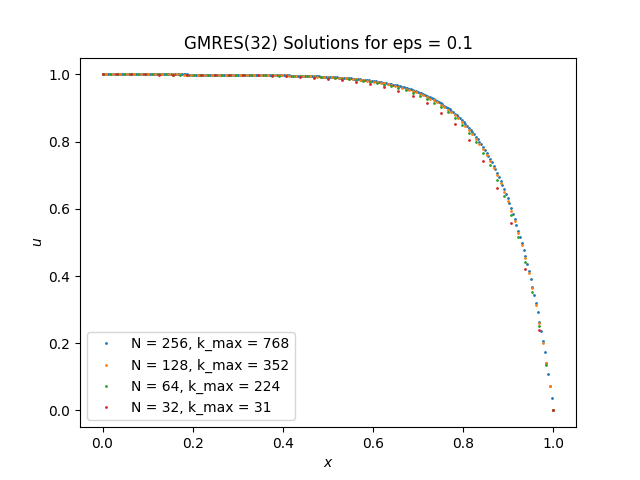 GMRES(32) Solutions for eps = 0.1
1.0
0.8
0.6
0.4
0.2
0.0
u
N = 256, k_max = 768
N = 128, k_max = 352
N = 64, k_max = 224
N = 32, k_max = 31
0.0 0.2 0.4 0.6 0.8 1.0
x